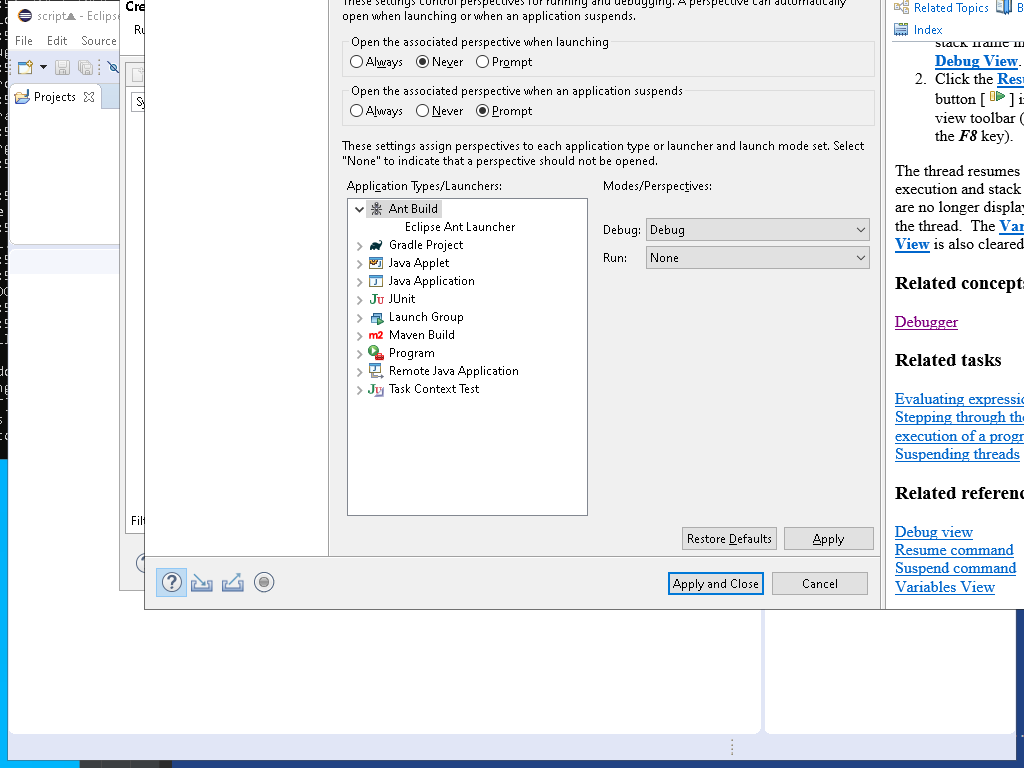 These settings control perspectives for running and debugging. A perspective can automatically
open when launching or when an application suspends.
Open the associated perspective when launching
Always Never Prompt
Open the associated perspective when an application suspends
Always Never Prompt
These settings assign perspectives to each application type or launcher and launch mode set. Select
"None" to indicate that a perspective should not be opened.
Application Types/Launchers:
Modes/Perspectives:
Ant Build
Eclipse Ant Launcher
Gradle Project
Java Applet
Java Application
JUnit
Launch Group
Maven Build
Program
Remote Java Application
Task Context Test
Debug: Debug
Run: None
Restore Defaults
Apply
Apply and Close
Cancel
script - Eclipse
File Edit Source
Projects
Cre
Ru
Sy
Filt
Related Topics B
Index
stack frame in
Debug View.
2. Click the Resu
button [ ] i
view toolbar (
the F8 key).
The thread resumes
execution and stack
are no longer display
the thread. The Var
View is also cleared
Related concepts
Debugger
Related tasks
Evaluating expressio
Stepping through the
execution of a progr
Suspending threads
Related referenc
Debug view
Resume command
Suspend command
Variables View